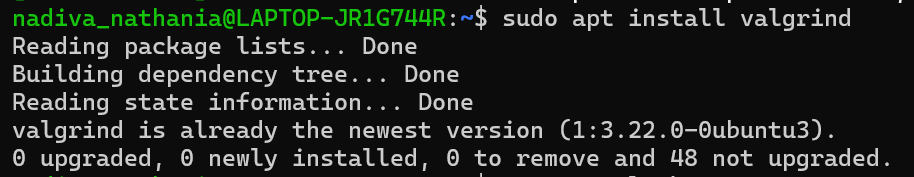 nadiva_nathania@LAPTOP-JR1G744R:~$ sudo apt install valgrind
Reading package lists... Done
Building dependency tree... Done
Reading state information... Done
valgrind is already the newest version (1:3.22.0-0ubuntu3).
0 upgraded, 0 newly installed, 0 to remove and 48 not upgraded.